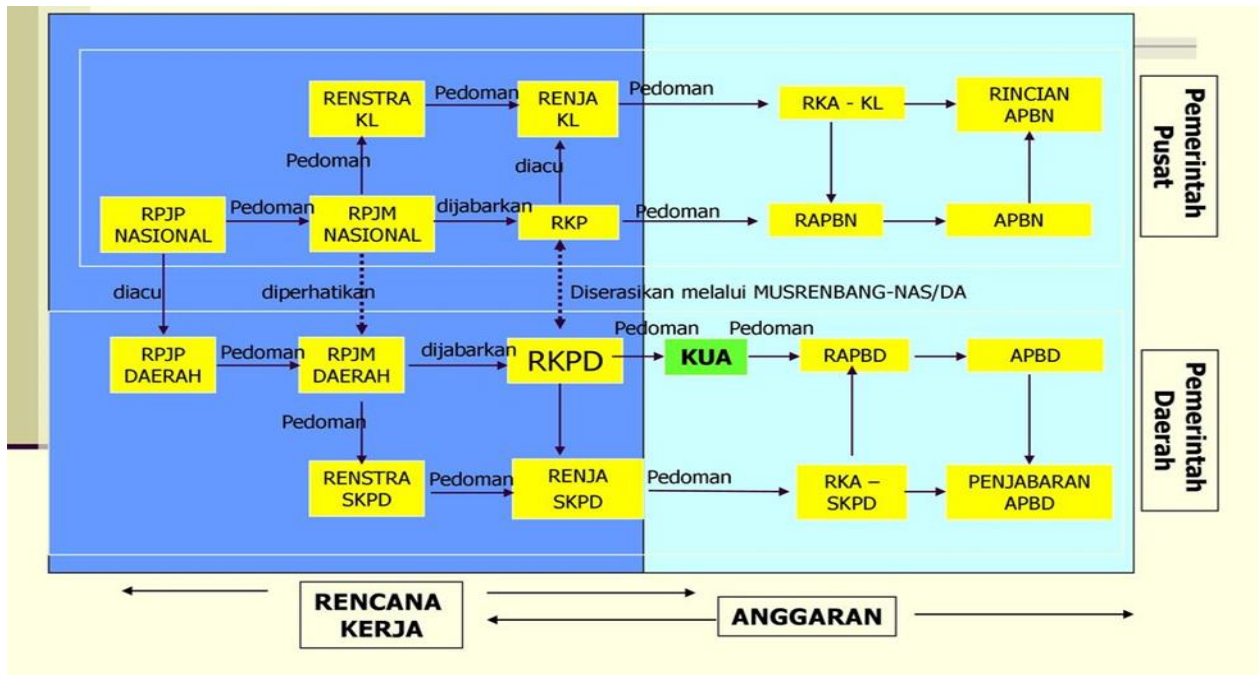 RENSTRA
KL
Pedoman
RENJA
KL
Pedoman
RKA - KL
RINCIAN
APBN
Pedoman
diacu
RPJP
NASIONAL
Pedoman
RPJM
NASIONAL
dijabarkan
RKP
Pedoman
RAPBN
APBN
Pemerintah
Pusat
diacu
diperhatikan
Diserasikan melalui MUSRENBANG-NAS/DA
RPJP
DAERAH
Pedoman
RPJM
DAERAH
dijabarkan
RKPD
Pedoman
KUA
Pedoman
RAPBD
APBD
Pedoman
RENSTRA
SKPD
Pedoman
RENJA
SKPD
Pedoman
RKA –
SKPD
PENJABARAN
APBD
Pemerintah
Daerah
RENCANA
KERJA
ANGGARAN